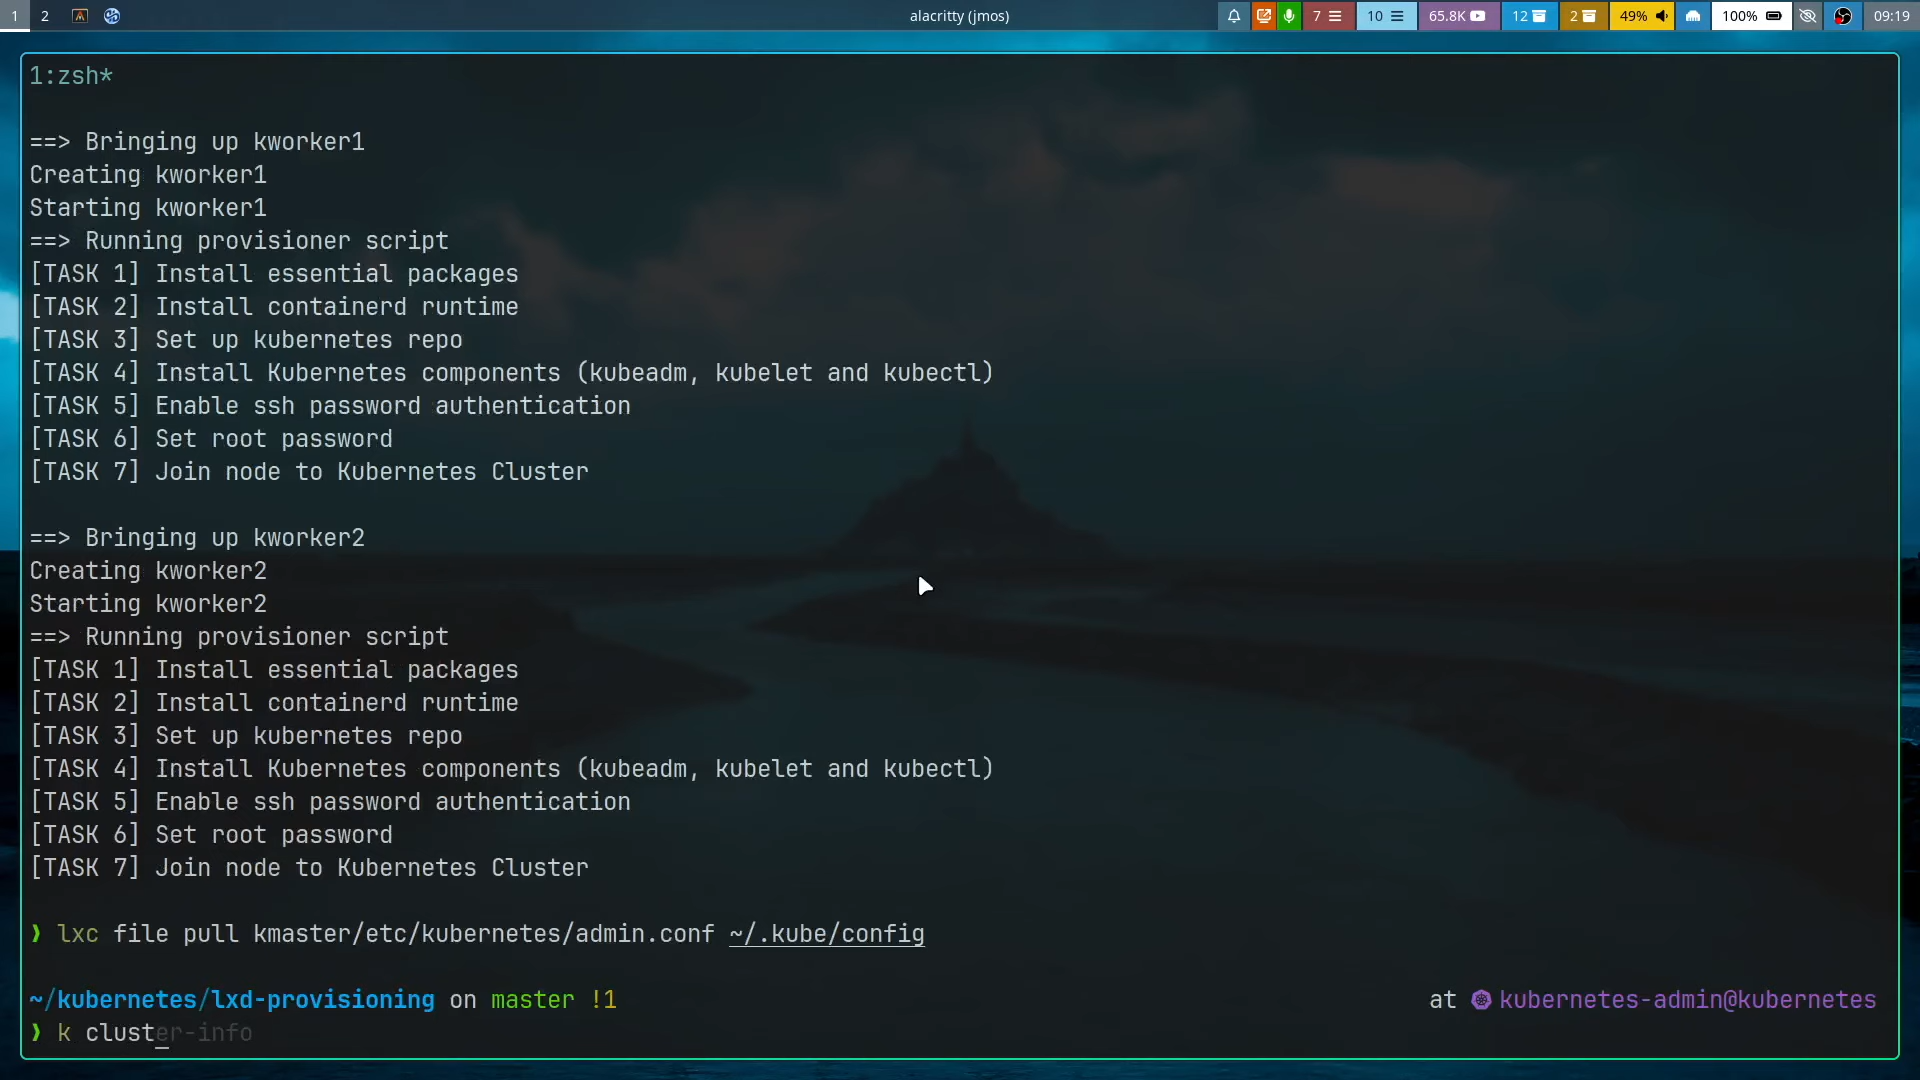 1 2 alacritty (jmos) 7 10 65.8K 12 2 49% 100% 09:19
1:zsh*
==> Bringing up kworker1
Creating kworker1
Starting kworker1
==> Running provisioner script
[TASK 1] Install essential packages
[TASK 2] Install containerd runtime
[TASK 3] Set up kubernetes repo
[TASK 4] Install Kubernetes components (kubeadm, kubelet and kubectl)
[TASK 5] Enable ssh password authentication
[TASK 6] Set root password
[TASK 7] Join node to Kubernetes Cluster
==> Bringing up kworker2
Creating kworker2
Starting kworker2
==> Running provisioner script
[TASK 1] Install essential packages
[TASK 2] Install containerd runtime
[TASK 3] Set up kubernetes repo
[TASK 4] Install Kubernetes components (kubeadm, kubelet and kubectl)
[TASK 5] Enable ssh password authentication
[TASK 6] Set root password
[TASK 7] Join node to Kubernetes Cluster
❯ lxc file pull kmaster/etc/kubernetes/admin.conf ~/.kube/config
~/kubernetes/lxd-provisioning on master !1 at kubernetes-admin@kubernetes
❯ k cluster-info